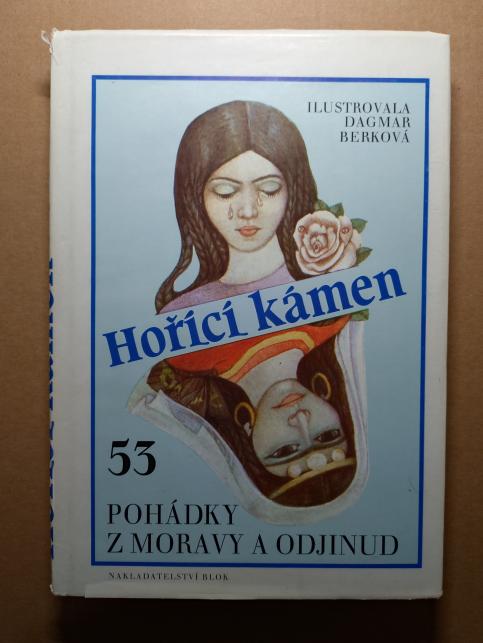 ILUSTROVALA
DAGMAR
BERKOVÁ
Hořící kámen
53
POHÁDKY
Z MORAVY A ODJINUD
NAKLADATELSTVÍ BLOK